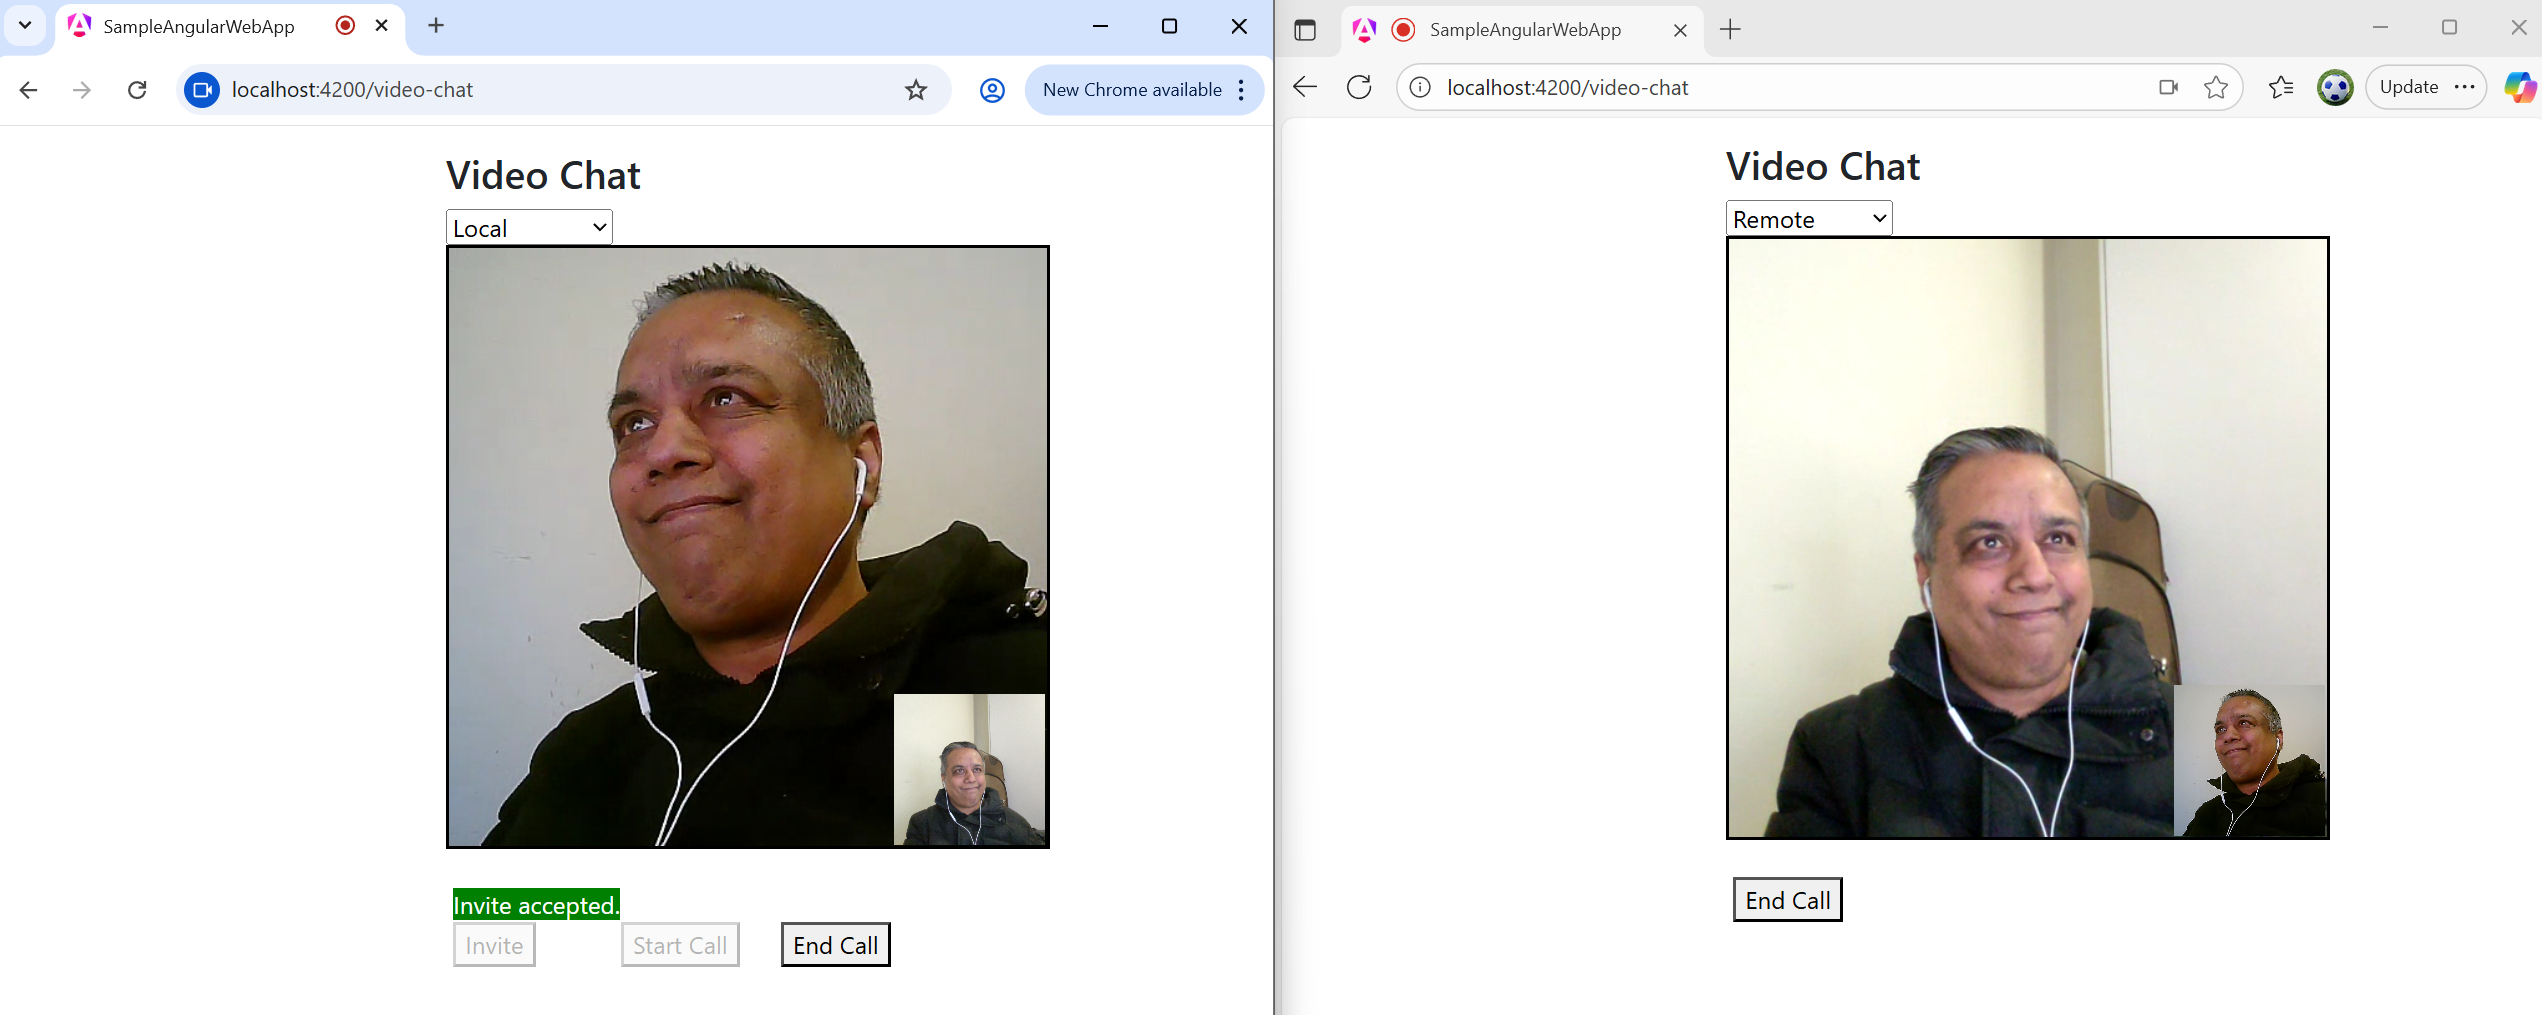 SampleAngularWebApp
localhost:4200/video-chat
New Chrome available
Video Chat
Local
Invite accepted.
Invite
Start Call
End Call
SampleAngularWebApp
localhost:4200/video-chat
Update
Video Chat
Remote
End Call